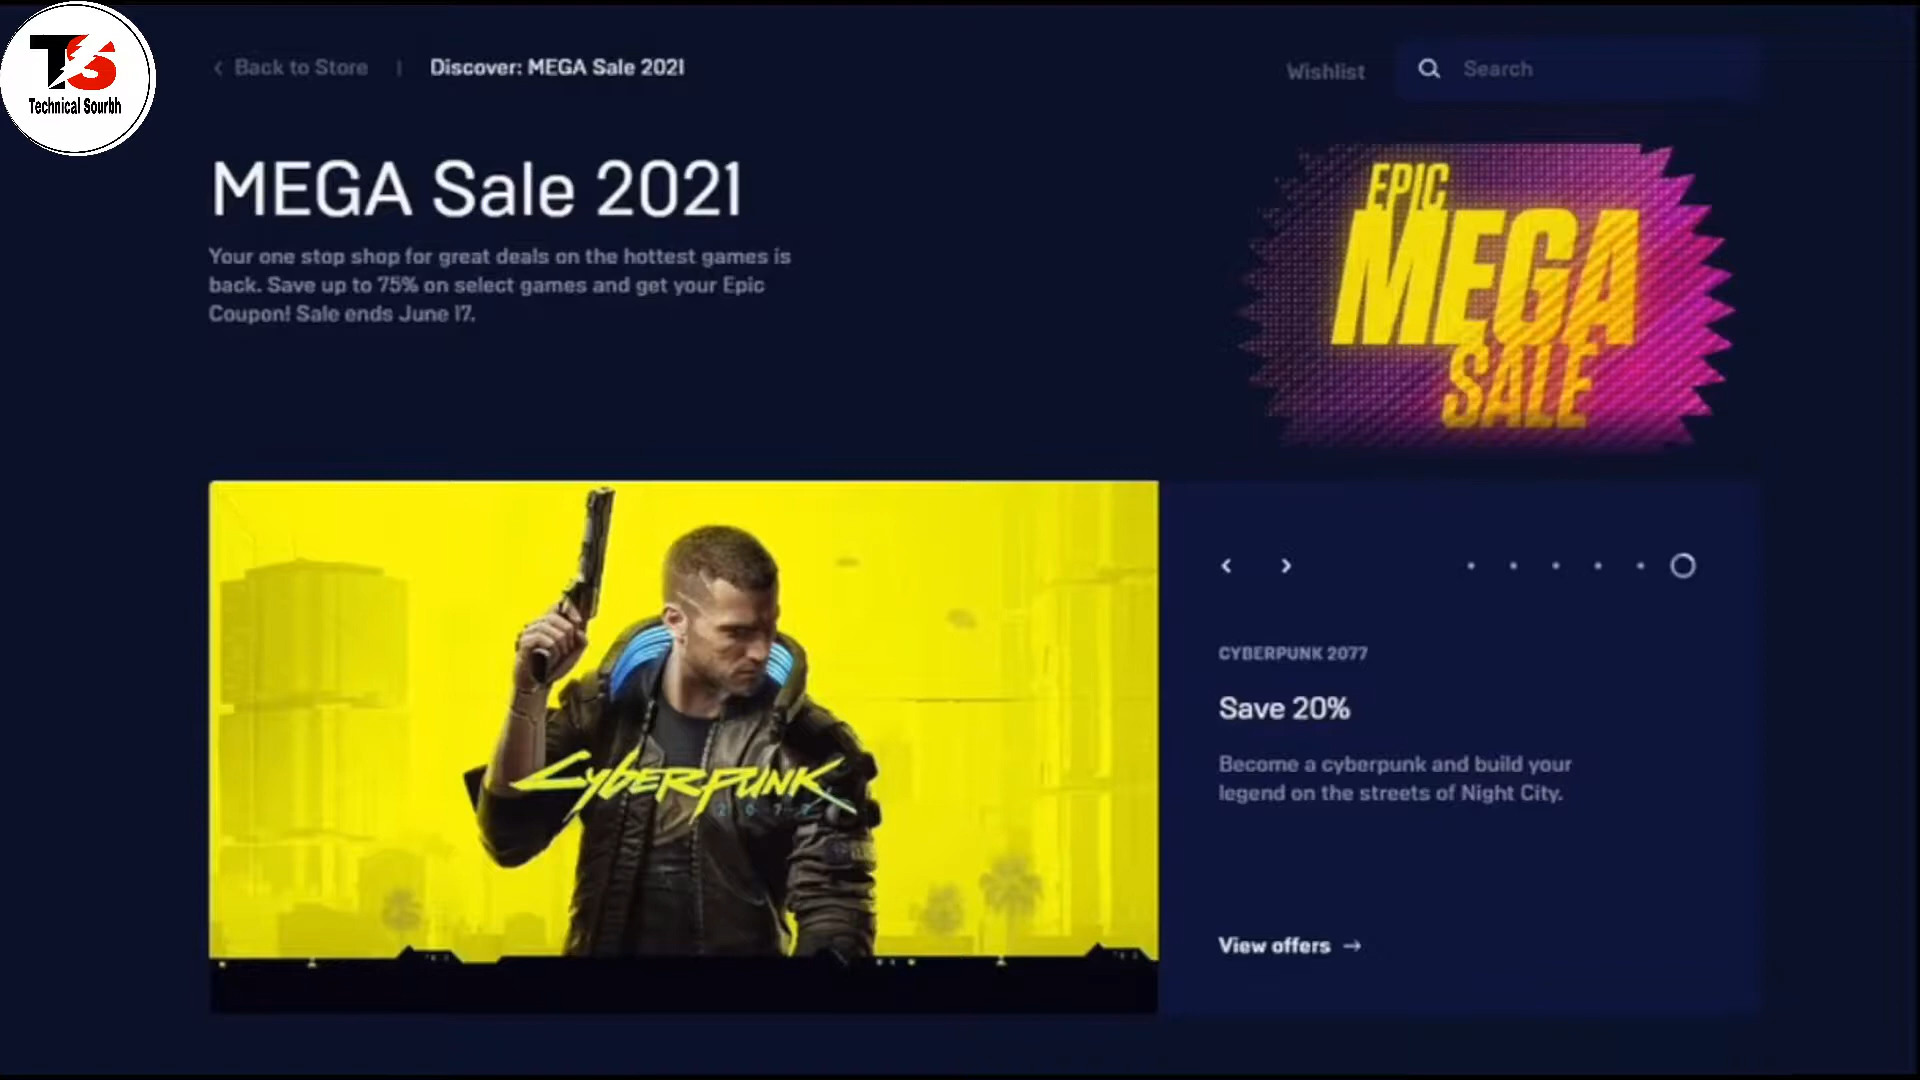 TS
Technical Sourbh
Back to Store | Discover: MEGA Sale 2021
Wishlist
Search
MEGA Sale 2021
Your one stop shop for great deals on the hottest games is
back. Save up to 75% on select games and get your Epic
Coupon! Sale ends June 17.
EPIC
MEGA
SALE
CYBERPUNK
2077
CYBERPUNK 2077
Save 20%
Become a cyberpunk and build your
legend on the streets of Night City.
View offers →